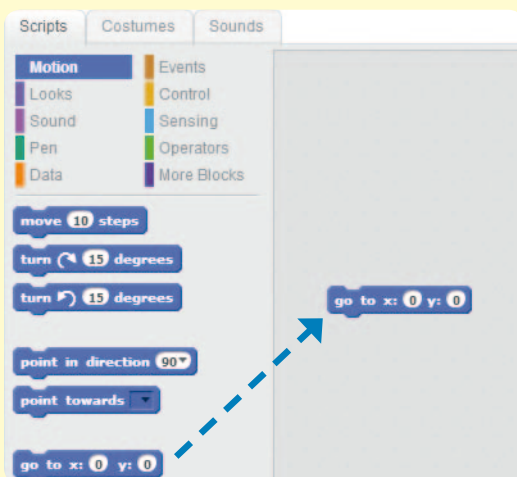 Scripts Costumes Sounds
Motion Events
Looks Control
Sound Sensing
Pen Operators
Data More Blocks
move 10 steps
turn 15 degrees
turn 15 degrees
go to x: 0 y: 0
point in direction 90
point towards
go to x: 0 y: 0